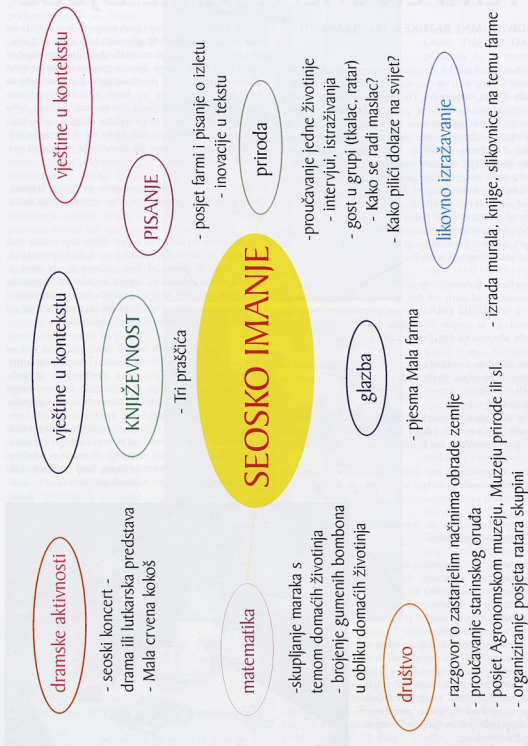 dramske aktivnosti
- seoski koncert -
drama ili lutkarska predstava
- Mala crvena kokoš
vještine u kontekstu
KNJIŽEVNOST
- Tri praščića
vještine u kontekstu
PISANJE
- posjet farmi i pisanje o izletu
- inovacije u tekstu
SEOSKO IMANJE
priroda
-proučavanje jedne životinje
- intervjui, istraživanja
- gost u grupi (tkalac, ratar)
- Kako se radi maslac?
- Kako pilići dolaze na svijet?
matematika
-skupljanje maraka s
temom domaćih životinja
- brojenje gumenih bombona
u obliku domaćih životinja
glazba
- pjesma Mala farma
likovno izražavanje
- izrada murala, knjige, slikovnice na temu farme
društvo
- razgovor o zastarjelim načinima obrade zemlje
- proučavanje starinskog oruđa
- posjet Agronomskom muzeju, Muzeju prirode ili sl.
- organiziranje posjeta ratara skupini